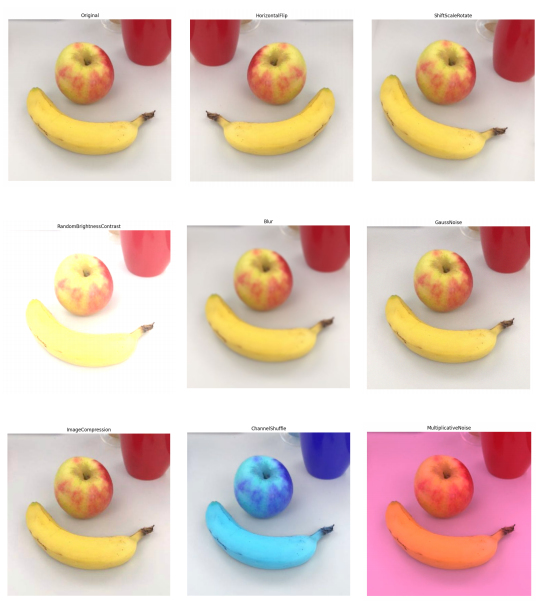 Original
HorizontalFlip
ShiftScaleRotate
RandomBrightnessContrast
Blur
GaussNoise
ImageCompression
ChannelShuffle
MultiplicativeNoise